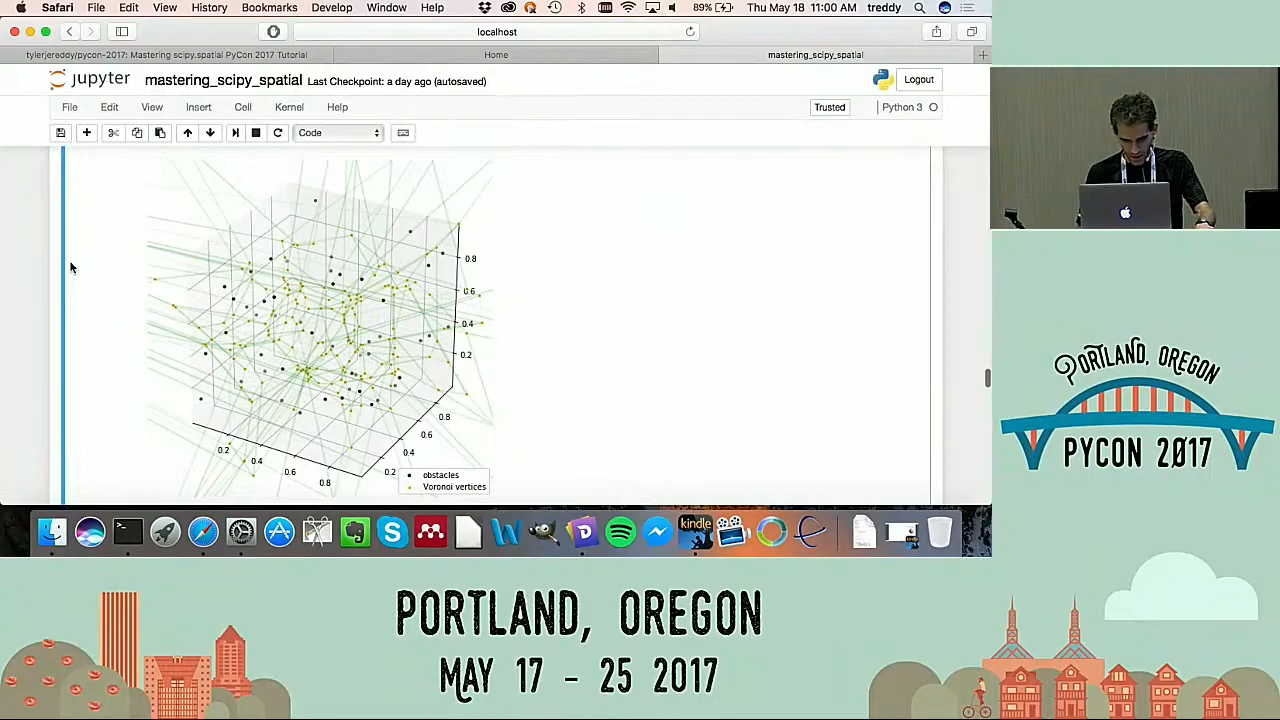 Safari File Edit View History Bookmarks Develop Window Help 89% Thu May 18 11:00 AM treddy
localhost
tylerjereddy/pycon-2017: Mastering scipy.spatial PyCon 2017 Tutorial Home mastering_scipy_spatial
jupyter mastering_scipy_spatial Last Checkpoint: a day ago (autosaved) Logout
File Edit View Insert Cell Kernel Help Trusted Python 3
Code
0.8
0.6
0.4
0.2
0.8
0.6
0.4
0.2
0.2
0.4
0.6
0.8
obstacles
Voronoi vertices
kindle
PORTLAND, OREGON
PYCON 2017
PORTLAND, OREGON
MAY 17 - 25 2017